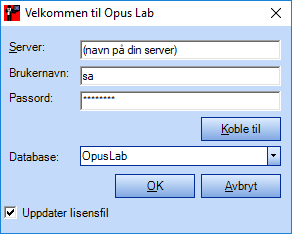 Velkommen til Opus Lab
Server: (navn på din server)
Brukernavn: sa
Passord: ********
Koble til
Database: OpusLab
OK Avbryt
Uppdater lisensfil